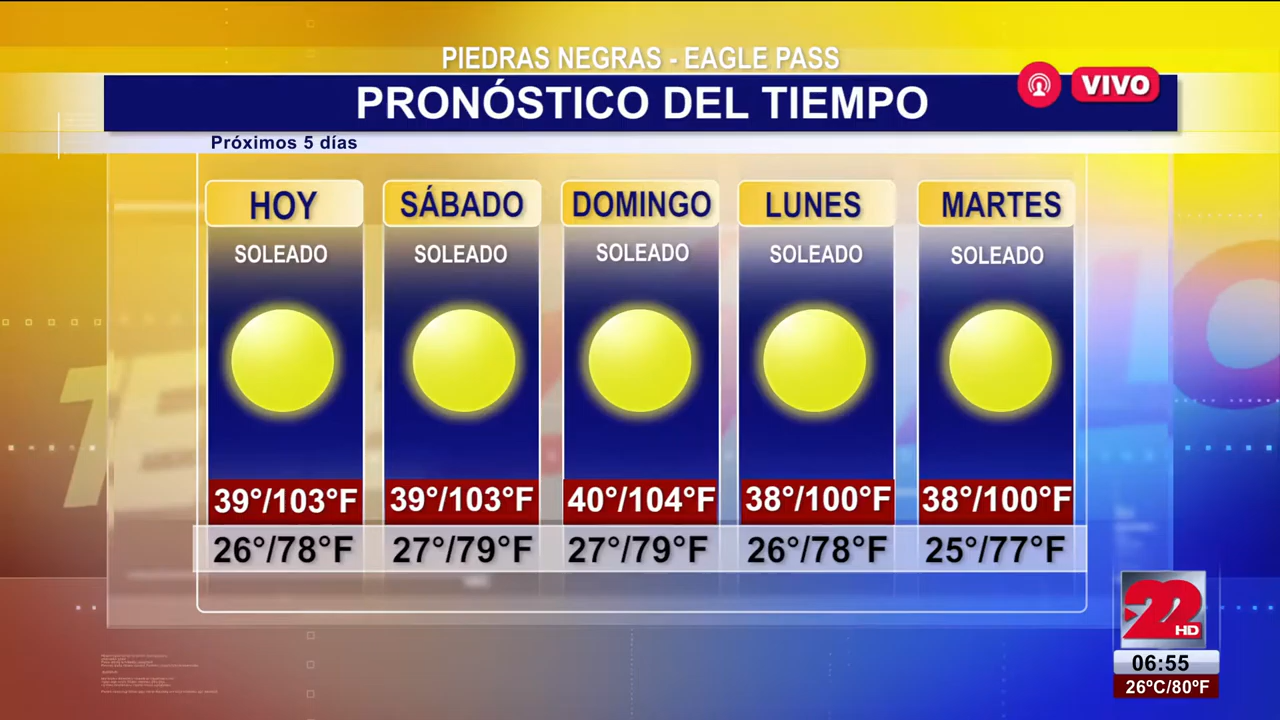 PIEDRAS NEGRAS - EAGLE PASS
PRONÓSTICO DEL TIEMPO
VIVO
Próximos 5 días
HOY SÁBADO DOMINGO LUNES MARTES
SOLEADO SOLEADO SOLEADO SOLEADO SOLEADO
39°/103°F 39°/103°F 40°/104°F 38°/100°F 38°/100°F
26°/78°F 27°/79°F 27°/79°F 26°/78°F 25°/77°F
22
HD
06:55
26ºC/80ºF